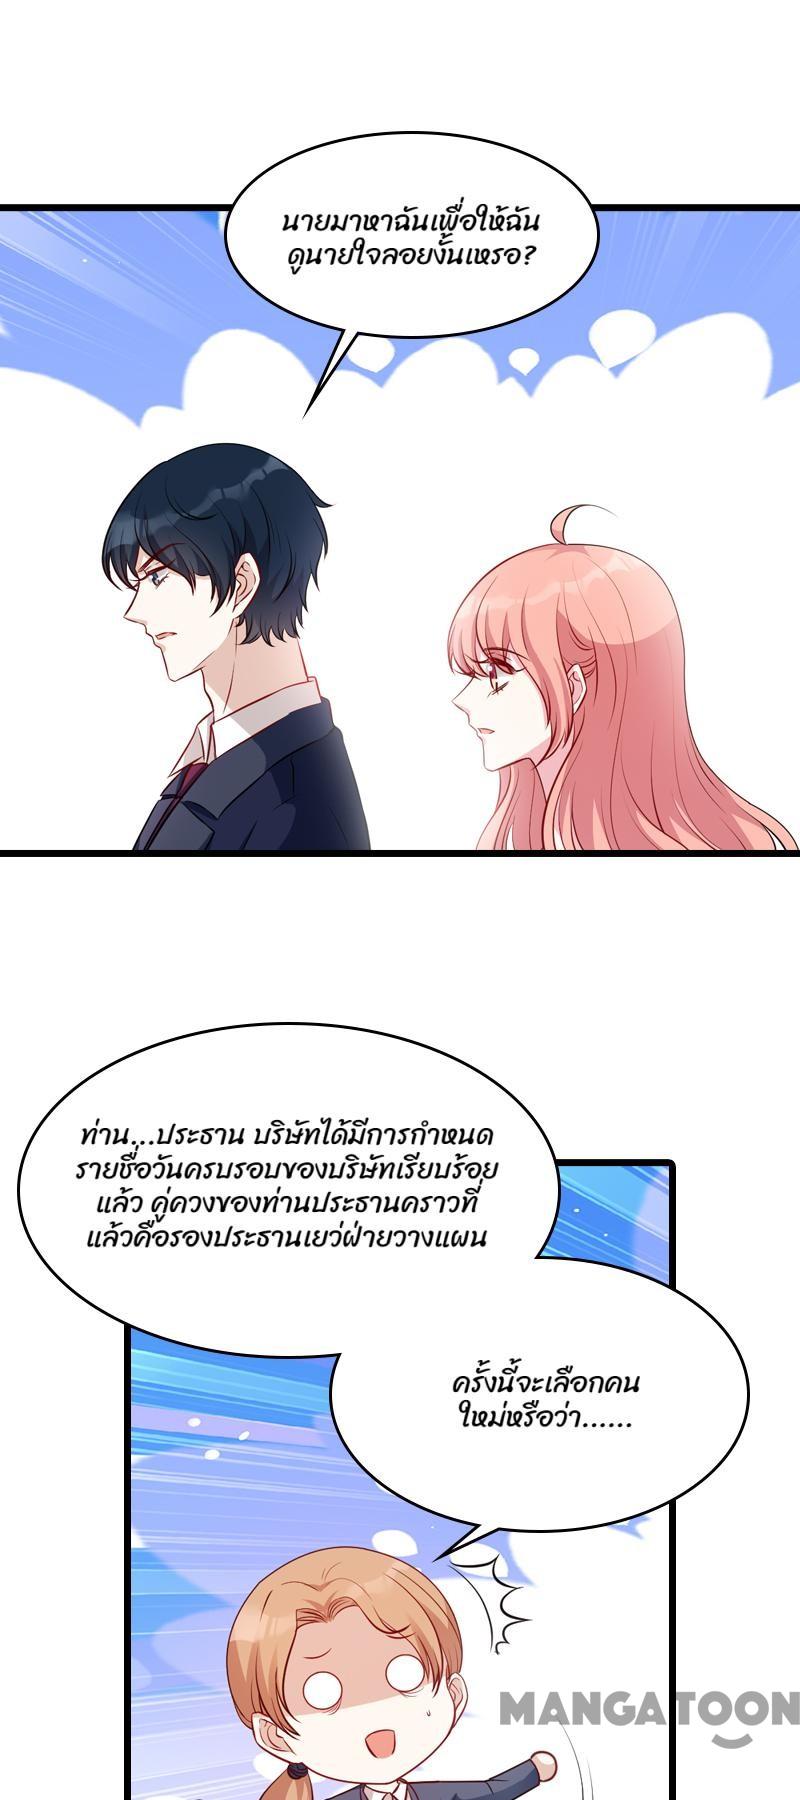 นายมาหาฉันเพื่อให้ฉัน
ดูนายใจลอยงั้นเหรอ?
ท่าน...ประธาน บริษัทได้มีการกำหนด
รายชื่อวันครบรอบของบริษัทเรียบร้อย
แล้ว คู่ควงของท่านประธานคราวที่
แล้วคือรองประธานเยว่ฝ่ายวางแผน
ครั้งนี้จะเลือกคน
ใหม่หรือว่า......
MANGATOON